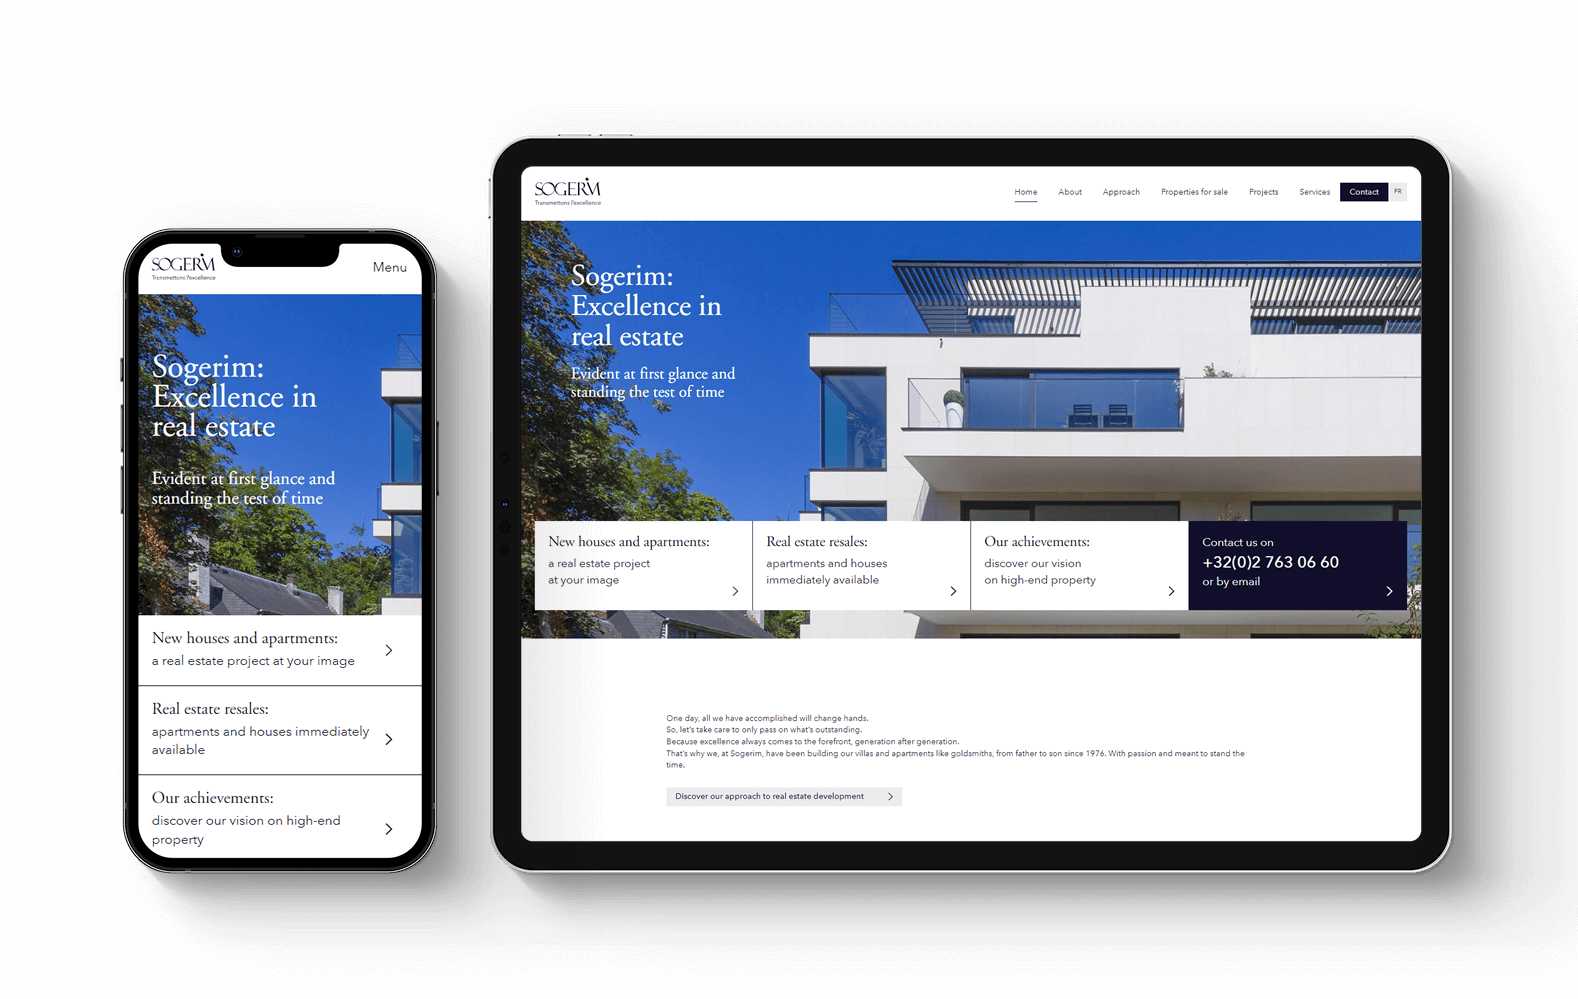 SOGERIM
Transmettons l'excellence
Menu
Sogerim:
Excellence in
real estate
Evident at first glance and
standing the test of time
New houses and apartments:
a real estate project at your image
Real estate resales:
apartments and houses immediately
available
Our achievements:
discover our vision on high-end
property
SOGERIM
Transmettons l'excellence
Home About Approach Properties for sale Projects Services Contact FR
Sogerim:
Excellence in
real estate
Evident at first glance and
standing the test of time
New houses and apartments:
a real estate project
at your image
Real estate resales:
apartments and houses
immediately available
Our achievements:
discover our vision
on high-end property
Contact us on
+32(0)2 763 06 60
or by email
One day, all we have accomplished will change hands.
So, let's take care to only pass on what's outstanding.
Because excellence always comes to the forefront, generation after generation.
That's why we, at Sogerim, have been building our villas and apartments like goldsmiths, from father to son since 1976. With passion and meant to stand the
time.
Discover our approach to real estate development